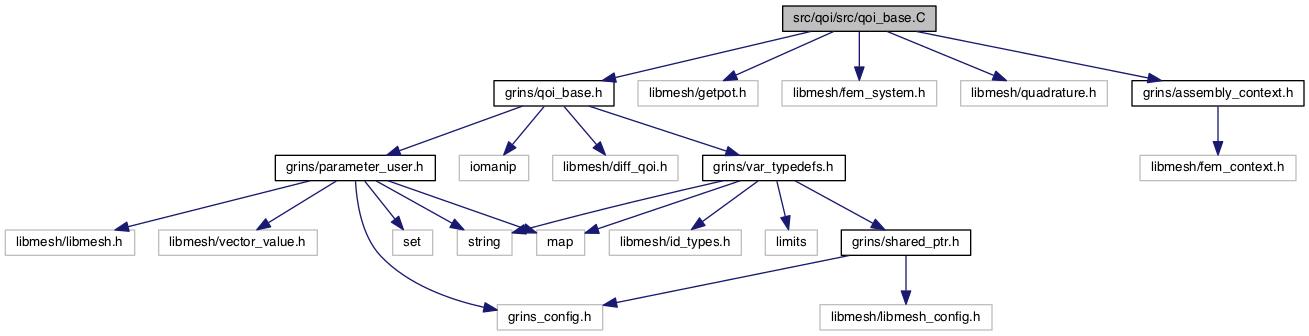 src/qoi/src/qoi_base.C
grins/qoi_base.h
libmesh/getpot.h
libmesh/fem_system.h
libmesh/quadrature.h
grins/assembly_context.h
grins/parameter_user.h
iomanip
libmesh/diff_qoi.h
grins/var_typedefs.h
libmesh/fem_context.h
libmesh/libmesh.h
libmesh/vector_value.h
set
string
map
libmesh/id_types.h
limits
grins/shared_ptr.h
grins_config.h
libmesh/libmesh_config.h